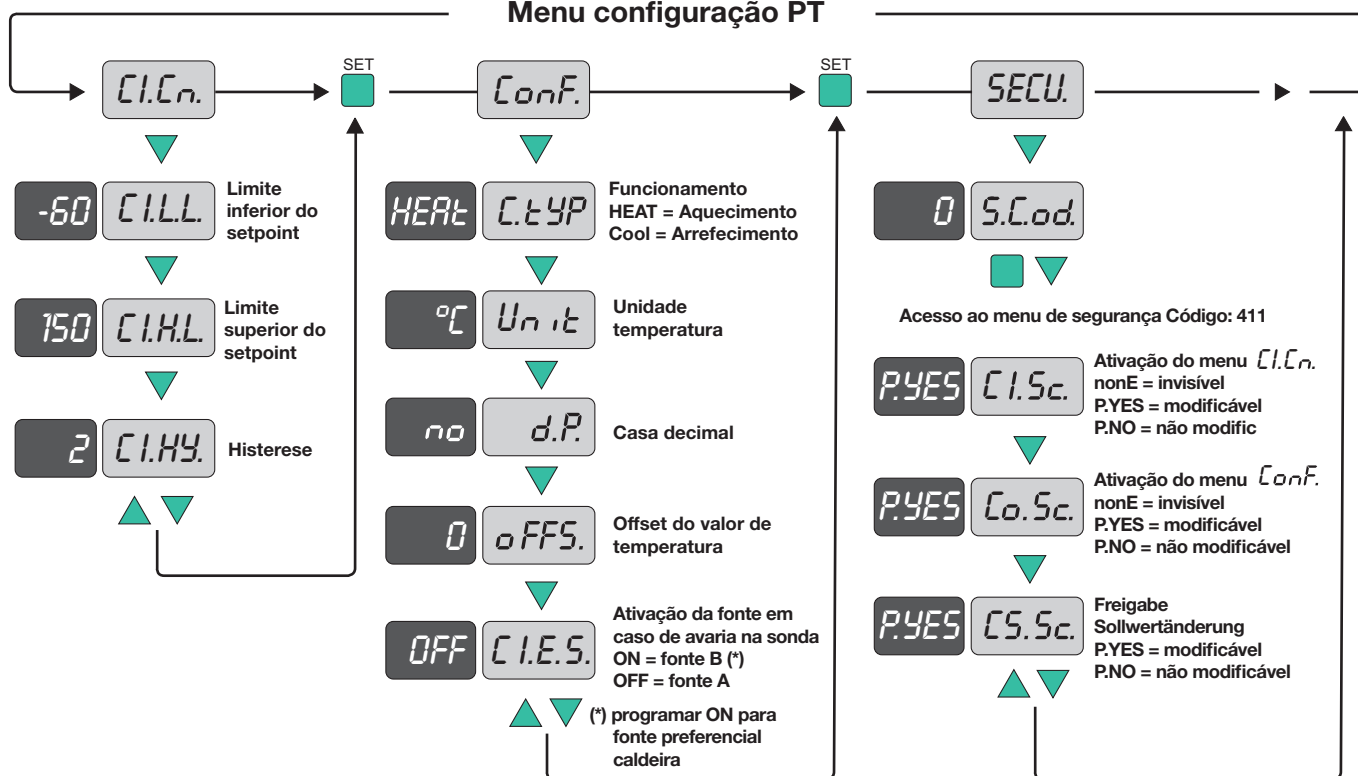 Menu configuração PT
C1.Cn.
SET
ConF.
SET
SECU.
-60
C1.L.L.
Limite
inferior do
setpoint
150
C1.H.L.
Limite
superior do
setpoint
2
C1.HY.
Histerese
HEAt
C.tYP
Funcionamento
HEAT = Aquecimento
Cool = Arrefecimento
°C
Unit
Unidade
temperatura
no
d.P.
Casa decimal
0
oFFS.
Offset do valor de
temperatura
OFF
C1.E.S.
Ativação da fonte em
caso de avaria na sonda
ON = fonte B (*)
OFF = fonte A
(*) programar ON para
fonte preferencial
caldeira
0
S.Cod.
Acesso ao menu de segurança Código: 411
P.YES
C1.Sc.
Ativação do menu C1.Cn.
nonE = invisível
P.YES = modificável
P.NO = não modific
P.YES
Co.Sc.
Ativação do menu ConF.
nonE = invisível
P.YES = modificável
P.NO = não modificável
P.YES
CS.Sc.
Freigabe
Sollwertänderung
P.YES = modificável
P.NO = não modificável